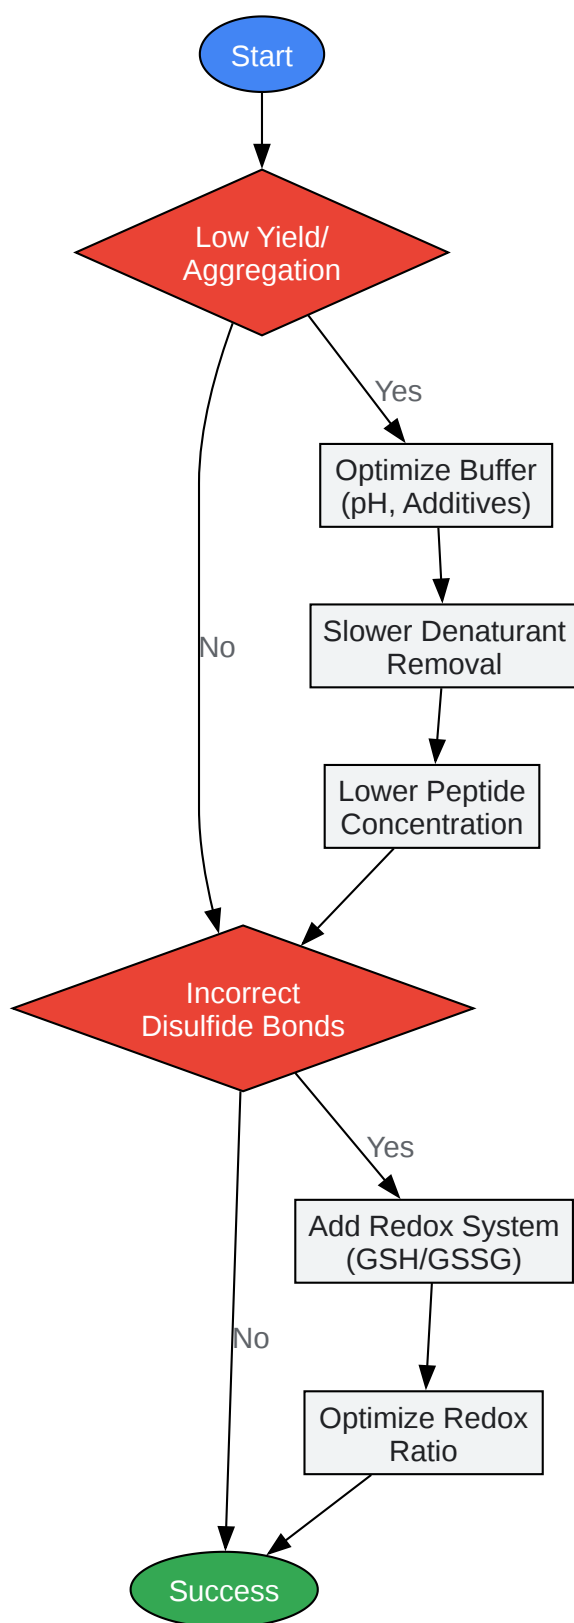 Start
Low Yield/
Aggregation
Yes
Optimize Buffer
(pH, Additives)
Slower Denaturant
Removal
No
Lower Peptide
Concentration
Incorrect
Disulfide Bonds
Yes
Add Redox System
(GSH/GSSG)
No
Optimize Redox
Ratio
Success